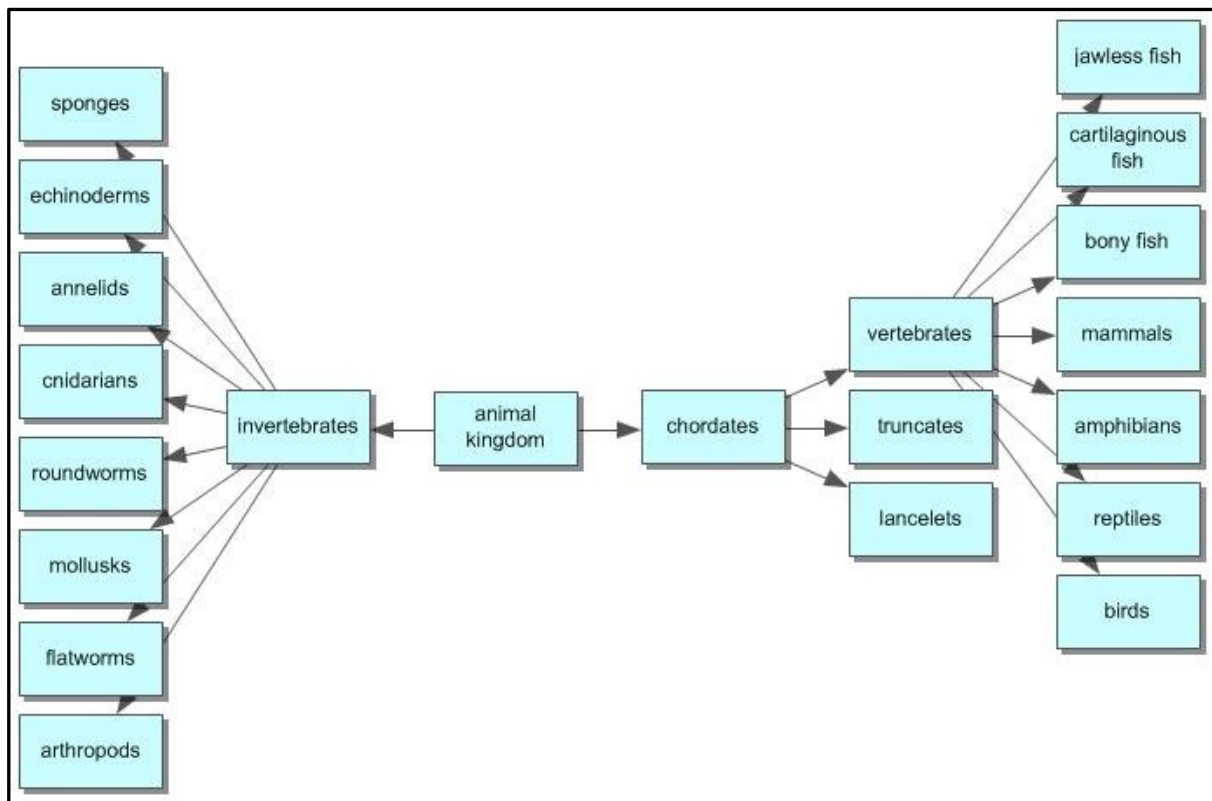 sponges
echinoderms
annelids
cnidarians
roundworms
mollusks
flatworms
arthropods
invertebrates
animal
kingdom
chordates
vertebrates
truncates
lancelets
jawless fish
cartilaginous
fish
bony fish
mammals
amphibians
reptiles
birds